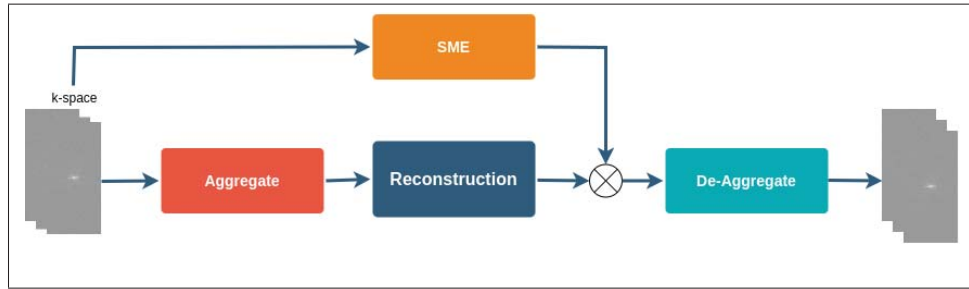 SME
k-space
Aggregate
Reconstruction
De-Aggregate